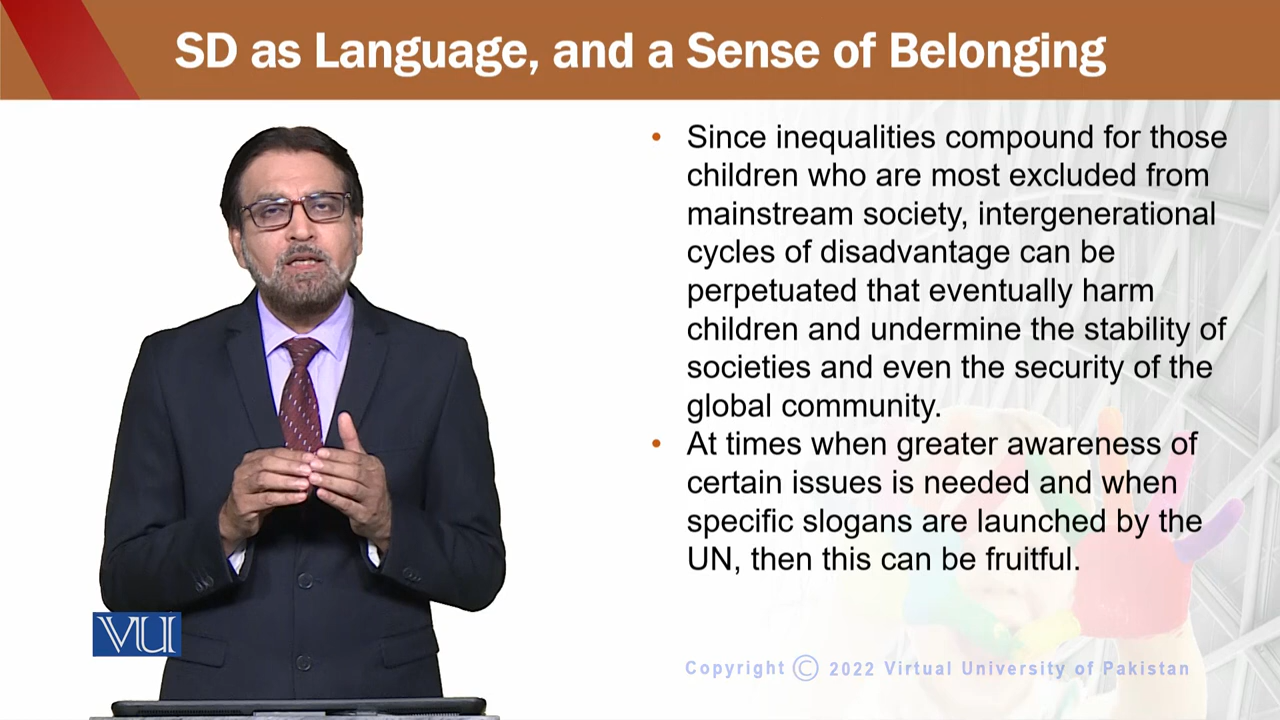 SD as Language, and a Sense of Belonging
• Since inequalities compound for those
children who are most excluded from
mainstream society, intergenerational
cycles of disadvantage can be
perpetuated that eventually harm
children and undermine the stability of
societies and even the security of the
global community.
• At times when greater awareness of
certain issues is needed and when
specific slogans are launched by the
UN, then this can be fruitful.
VU
Copyright © 2022 Virtual University of Pakistan